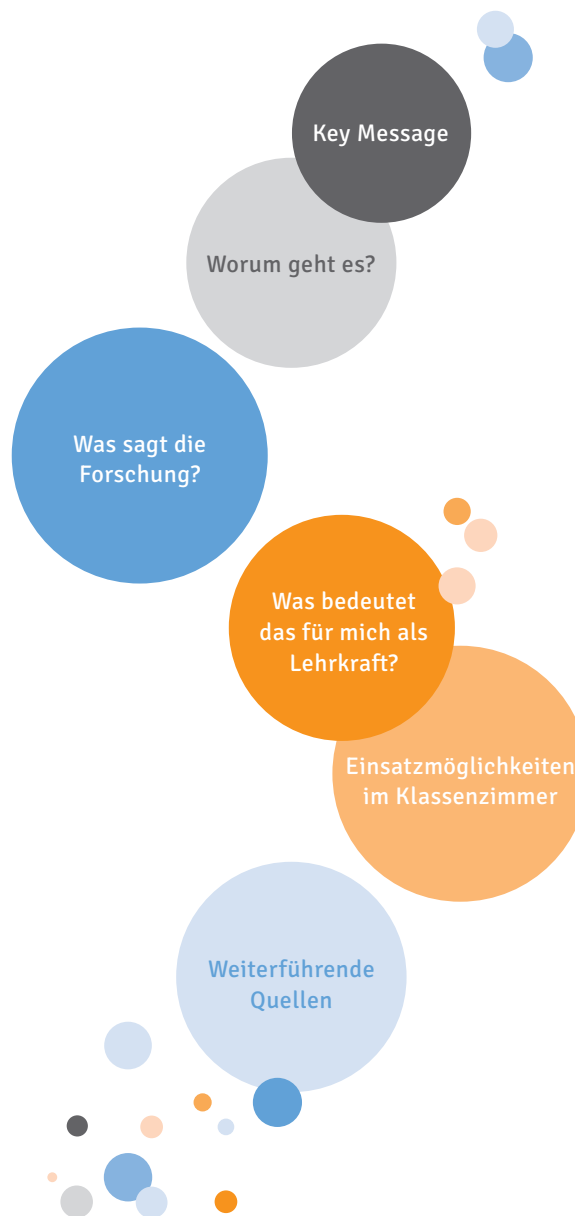 Key Message
Worum geht es?
Was sagt die
Forschung?
Was bedeutet
das für mich als
Lehrkraft?
Einsatzmöglichkeiten
im Klassenzimmer
Weiterführende
Quellen